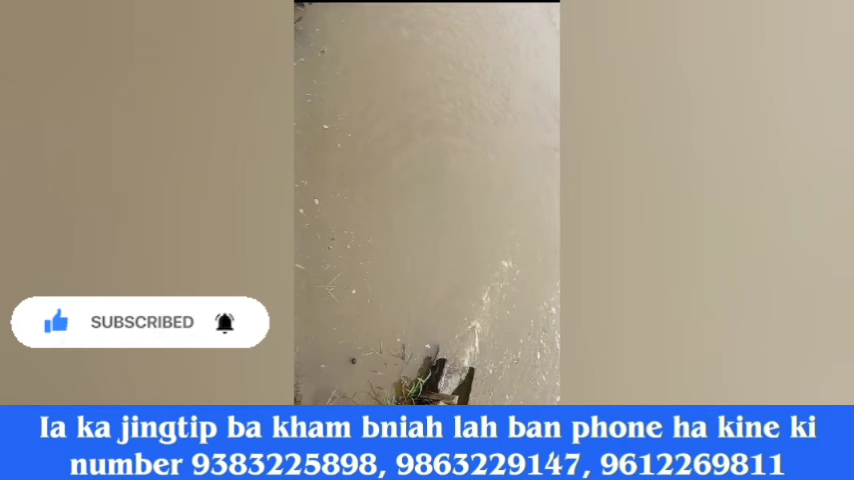 SUBSCRIBED
Ia ka jingtip ba kham bniah lah ban phone ha kine ki
number 9383225898, 9863229147, 9612269811